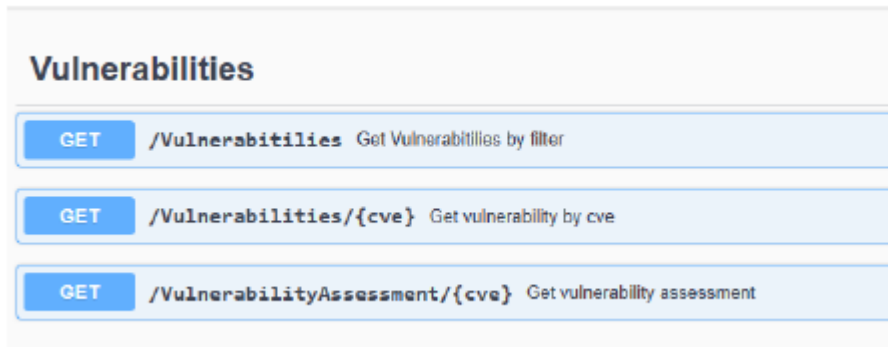 Vulnerabilities
GET /Vulnerabitilies Get Vulnerabitilies by filter
GET /Vulnerabilities/{cve} Get vulnerability by cve
GET /VulnerabilityAssessment/{cve} Get vulnerability assessment